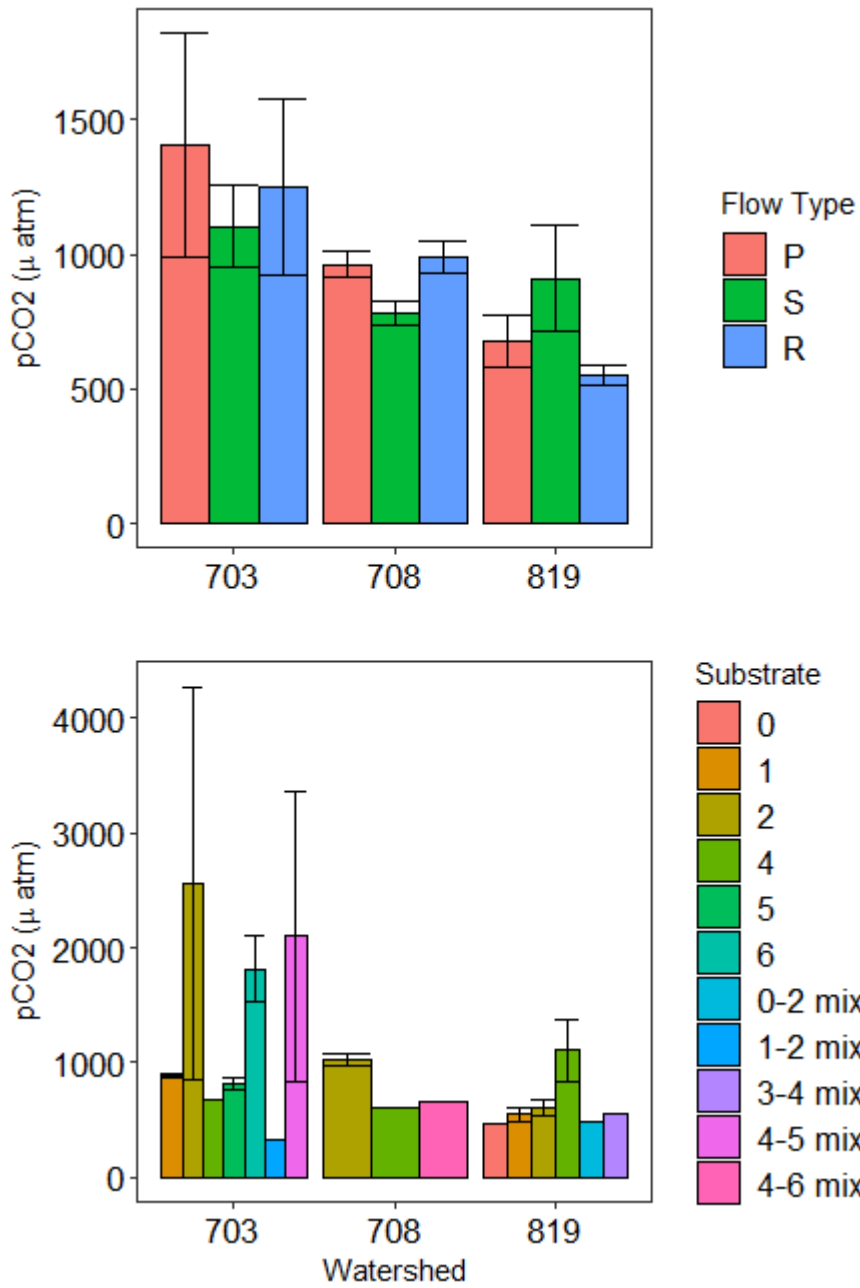 pCO2 (μ atm)
1500
1000
500
0
703 708 819
Flow Type
P
S
R
pCO2 (μ atm)
4000
3000
2000
1000
0
703 708 819
Watershed
Substrate
0
1
2
4
5
6
0-2 mix
1-2 mix
3-4 mix
4-5 mix
4-6 mix